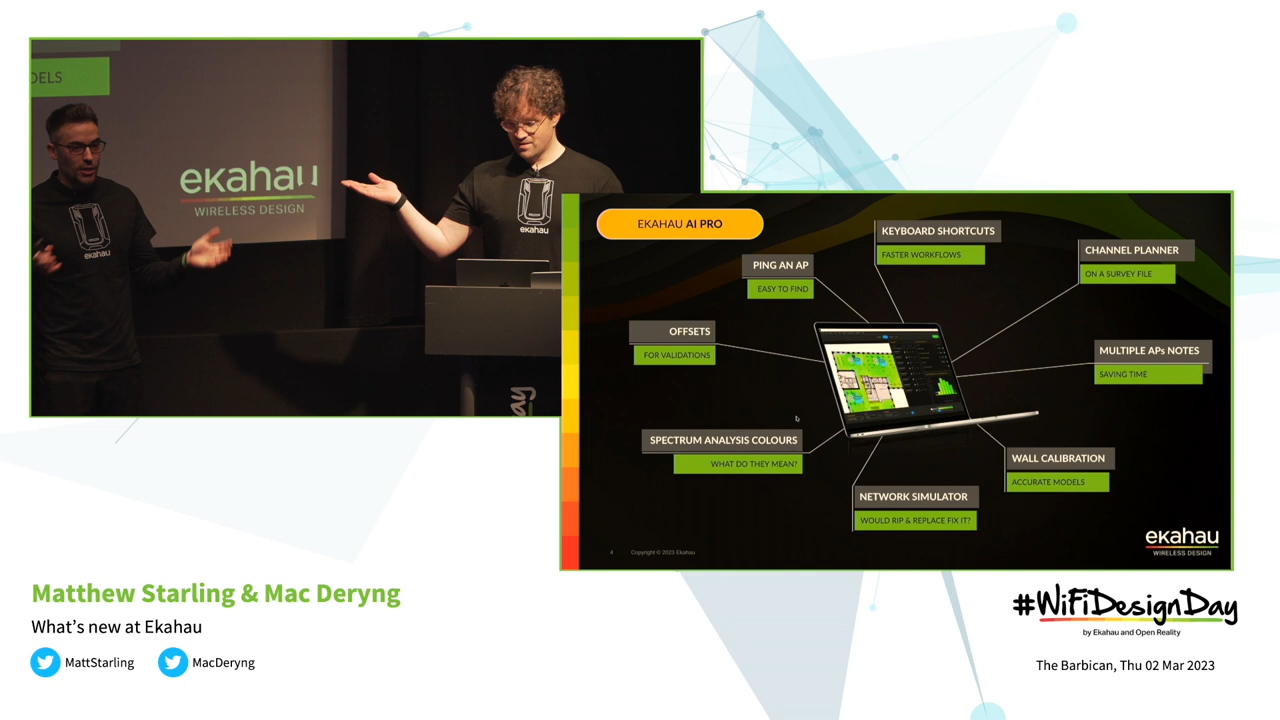 DELS
ekahau
WIRELESS DESIGN
ekahau
ekahau
EKAHAU AI PRO
KEYBOARD SHORTCUTS
FASTER WORKFLOWS
CHANNEL PLANNER
ON A SURVEY FILE
PING AN AP
EASY TO FIND
OFFSETS
FOR VALIDATIONS
MULTIPLE APs NOTES
SAVING TIME
SPECTRUM ANALYSIS COLOURS
WHAT DO THEY MEAN?
WALL CALIBRATION
ACCURATE MODELS
NETWORK SIMULATOR
WOULD RIP & REPLACE FIX IT?
4 Copyright © 2023 Ekahau
ekahau
WIRELESS DESIGN
ay
Matthew Starling & Mac Deryng
What's new at Ekahau
MattStarling MacDeryng
#WiFiDesignDay
by Ekahau and Open Reality
The Barbican, Thu 02 Mar 2023